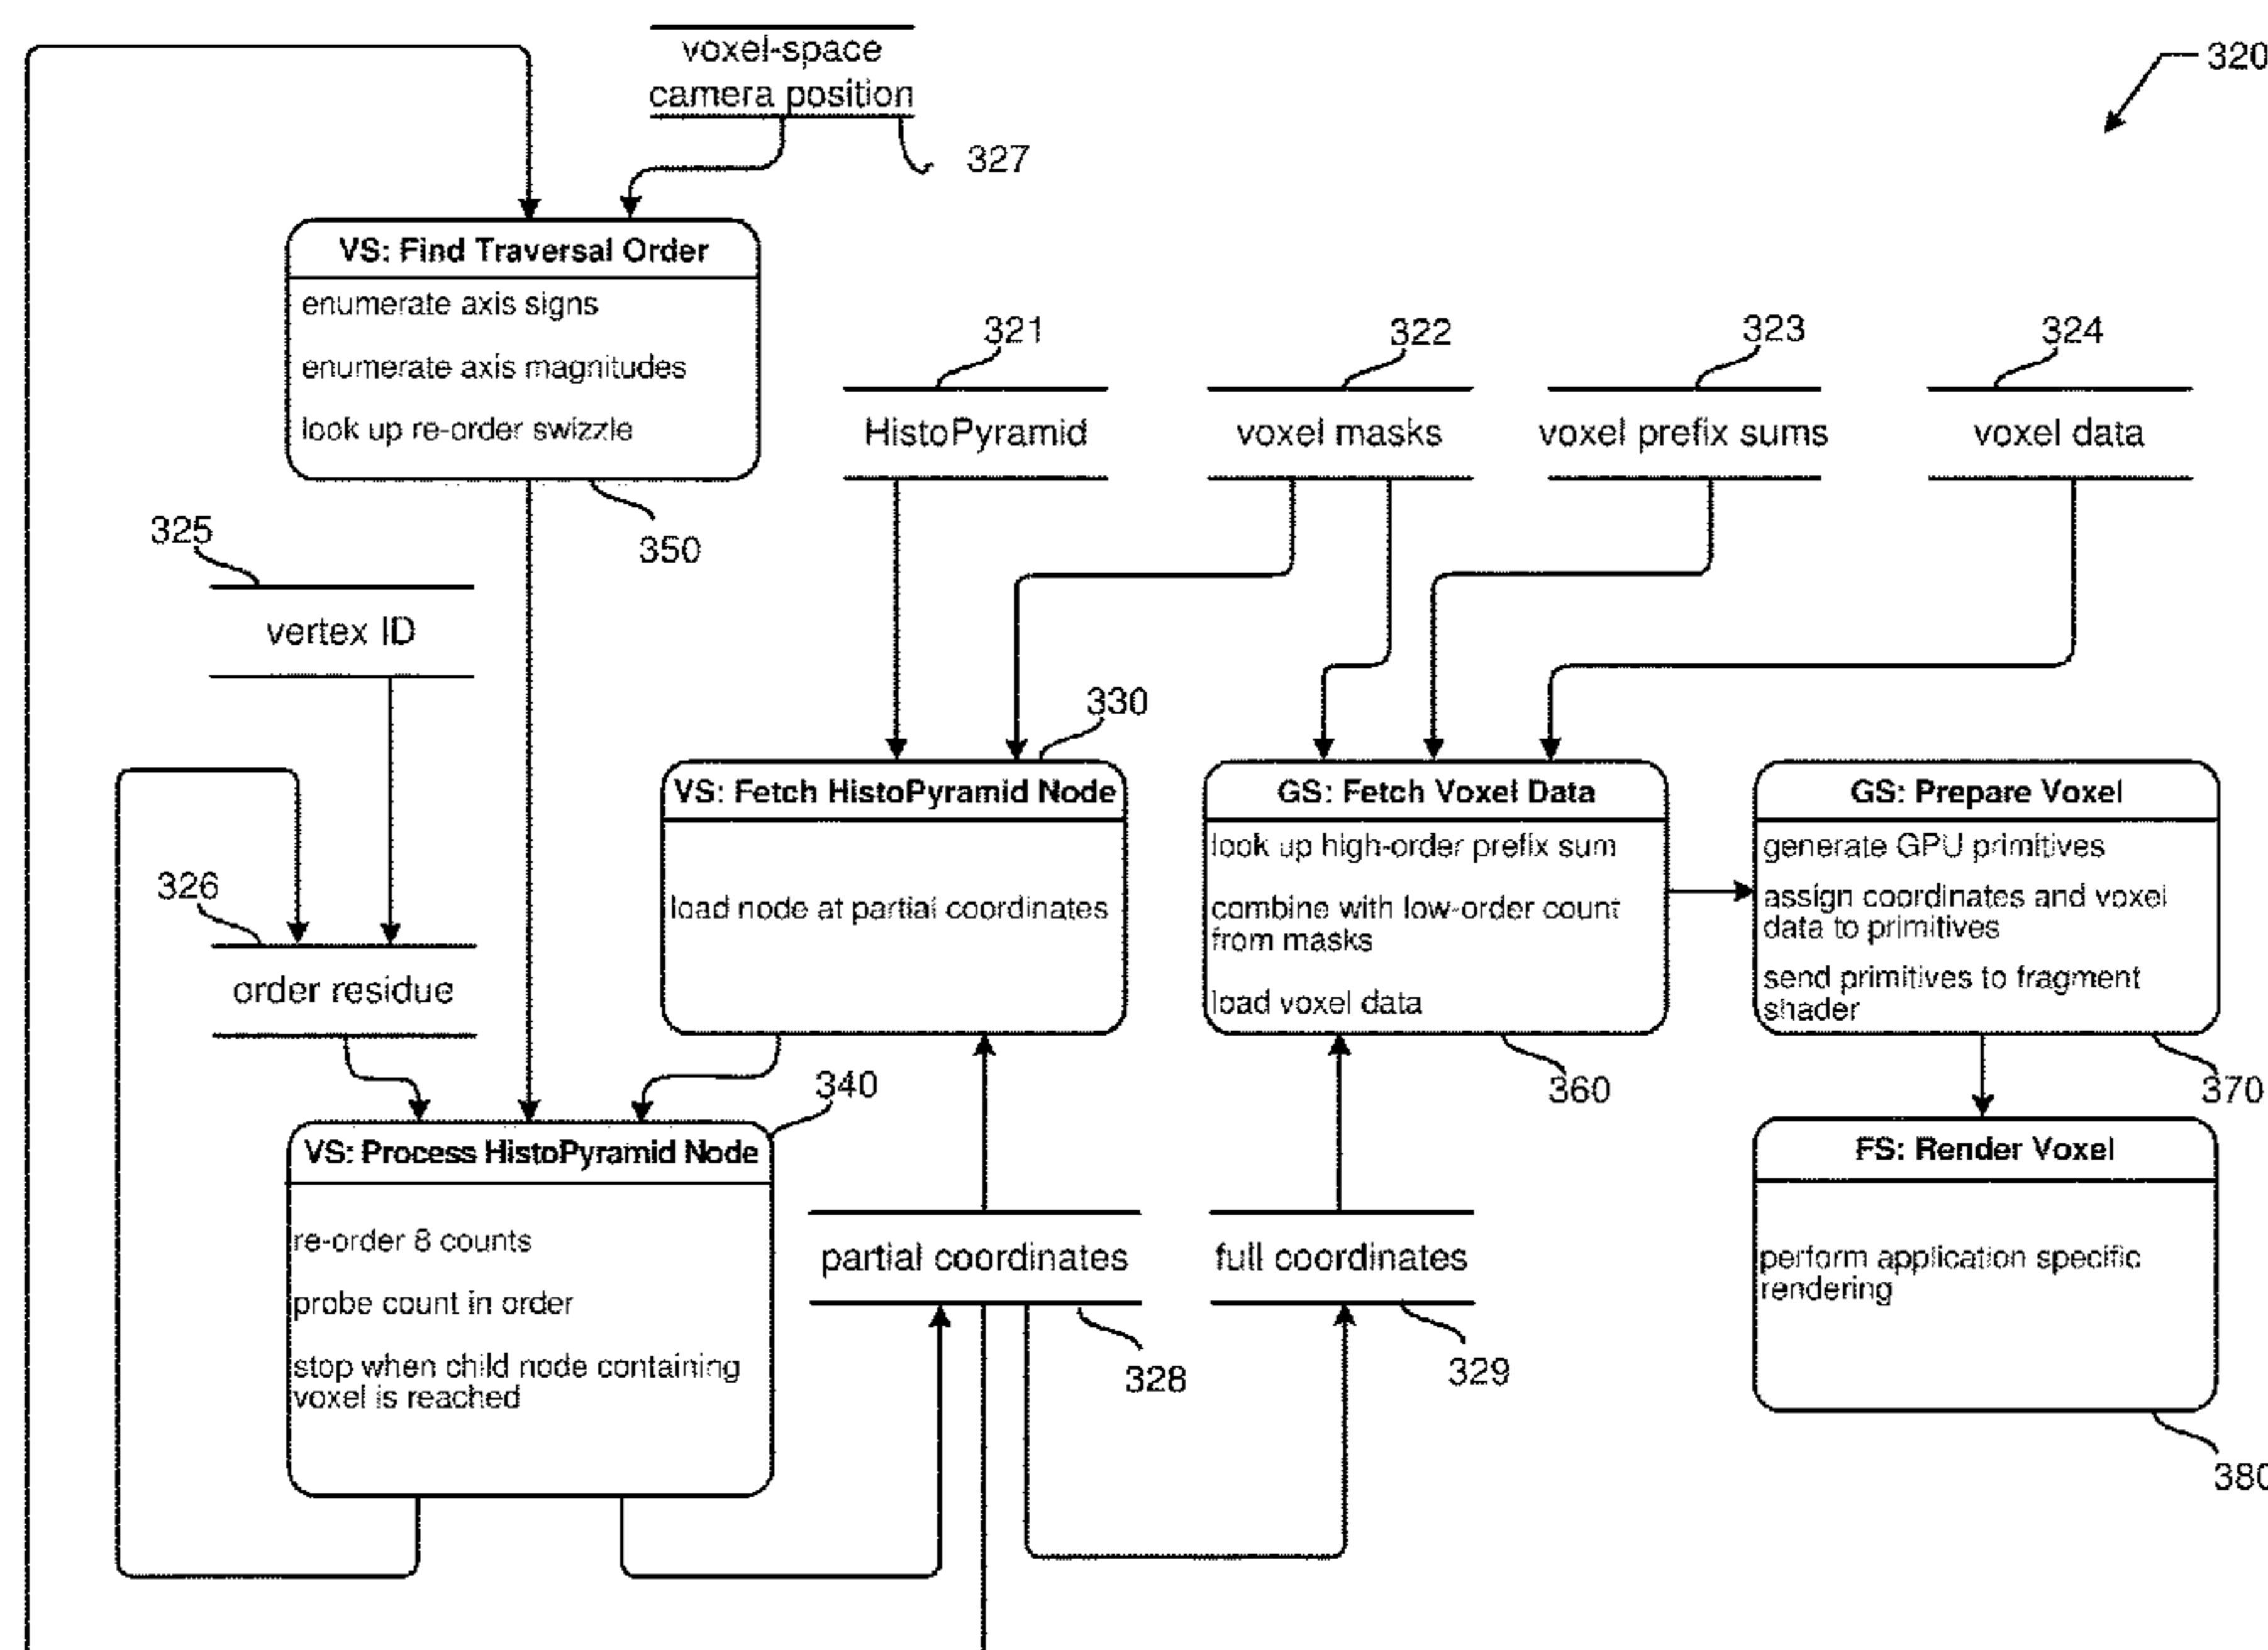 voxel-space
camera position
320
327
VS: Find Traversal Order
enumerate axis signs
enumerate axis magnitudes
look up re-order swizzle
350
321
322
323
324
HistoPyramid
voxel masks
voxel prefix sums
voxel data
325
vertex ID
326
order residue
330
VS: Fetch HistoPyramid Node
load node at partial coordinates
GS: Fetch Voxel Data
look up high-order prefix sum
combine with low-order count
from masks
load voxel data
360
GS: Prepare Voxel
generate GPU primitives
assign coordinates and voxel
data to primitives
send primitives to fragment
shader
370
340
VS: Process HistoPyramid Node
re-order 8 counts
probe count in order
stop when child node containing
voxel is reached
partial coordinates
328
full coordinates
329
FS: Render Voxel
perform application specific
rendering
380